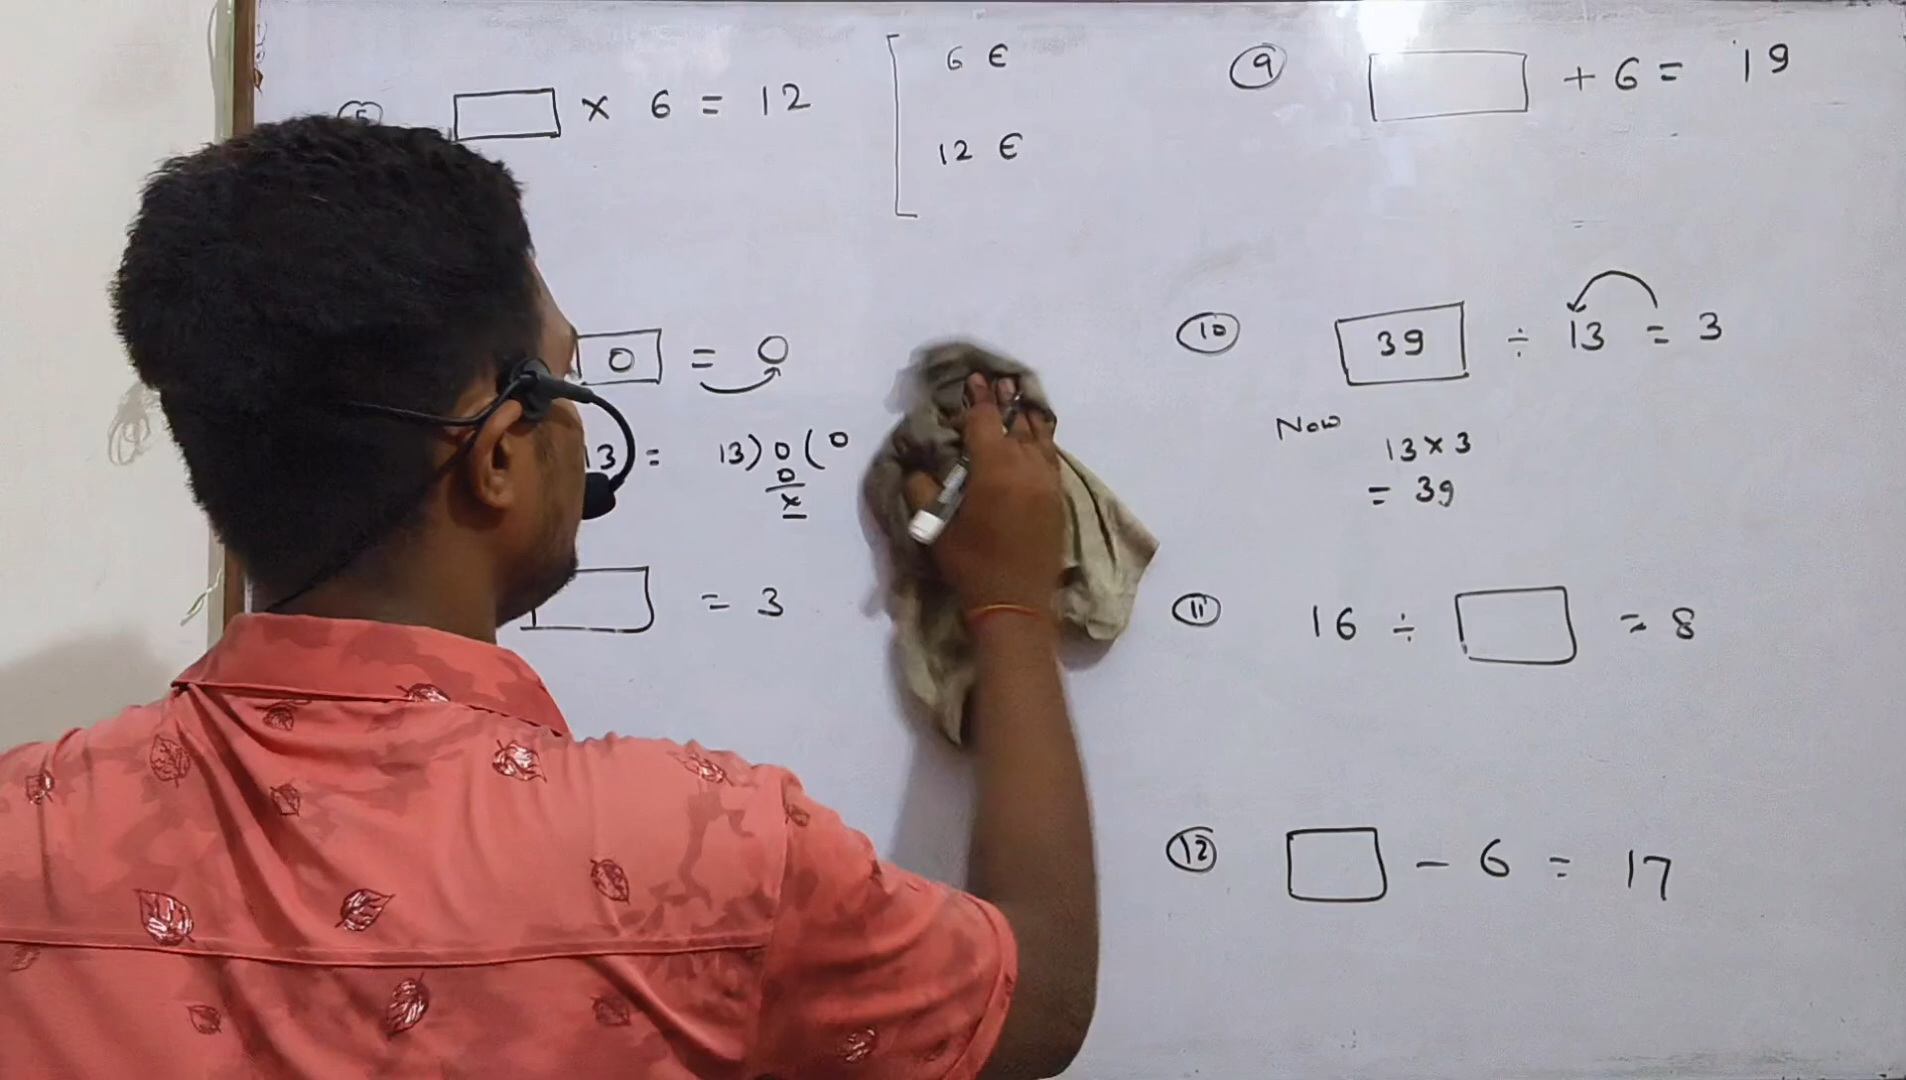 □ × 6 = 12
6 €
12 €
0 = 0
13 = 13) 0 ( 0
0
×
□ = 3
9 □ + 6 = 19
10 39 ÷ 13 = 3
Now
13 × 3
= 39
11 16 ÷ □ = 8
12 □ - 6 = 17